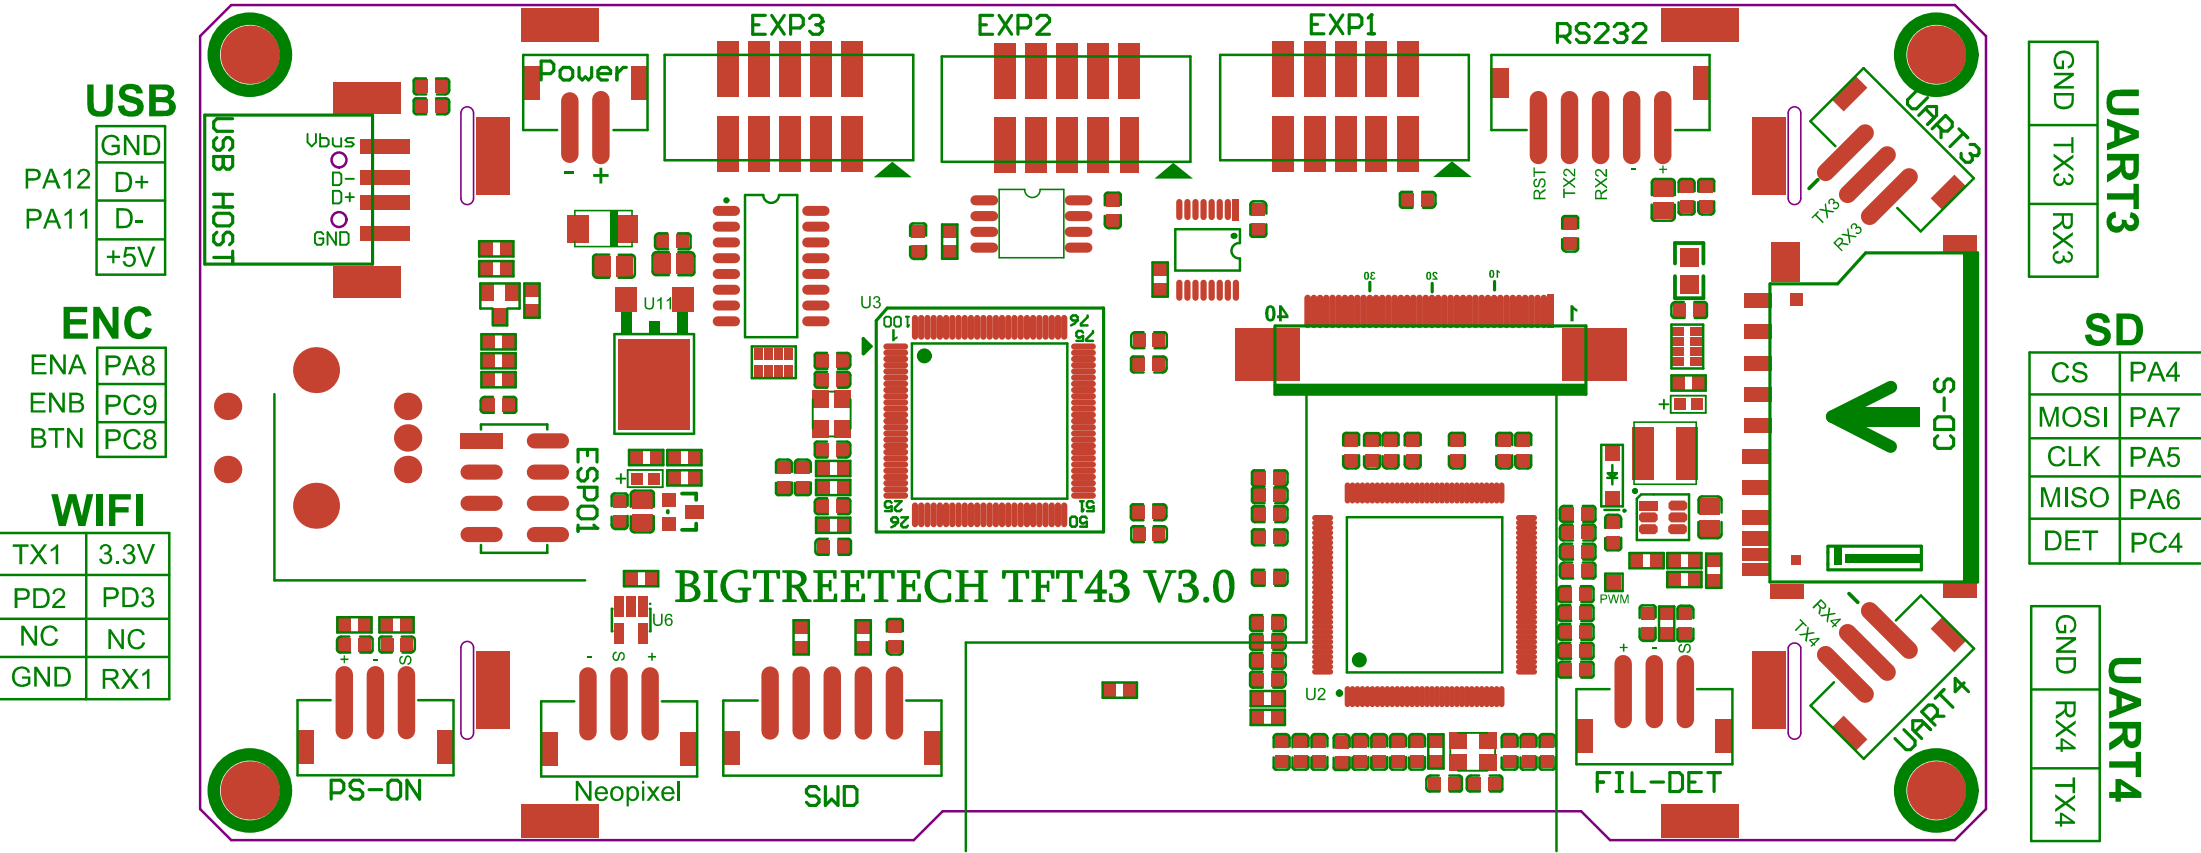 EXP3
EXP2
EXP1
RS232
Power
- +
USB
GND
PA12 D+
PA11 D-
+5V
USB HOST
Vbus
D-
D+
GND
RST
TX2
RX2
-
+
UART3
TX3
RX3
UART3
GND
TX3
RX3
ENC
ENA PA8
ENB PC9
BTN PC8
U11
U3
100
76
1
75
25
26
51
50
30
20
10
40
1
ESP01
+
+
CD-S
SD
CS PA4
MOSI PA7
CLK PA5
MISO PA6
DET PC4
WIFI
TX1 3.3V
PD2 PD3
NC NC
GND RX1
BIGTREETECH TFT43 V3.0
U6
PWM
U2
+ - S
PS-ON
- S +
Neopixel
SWD
+ - S
FIL-DET
RX4
TX4
UART4
UART4
GND
RX4
TX4